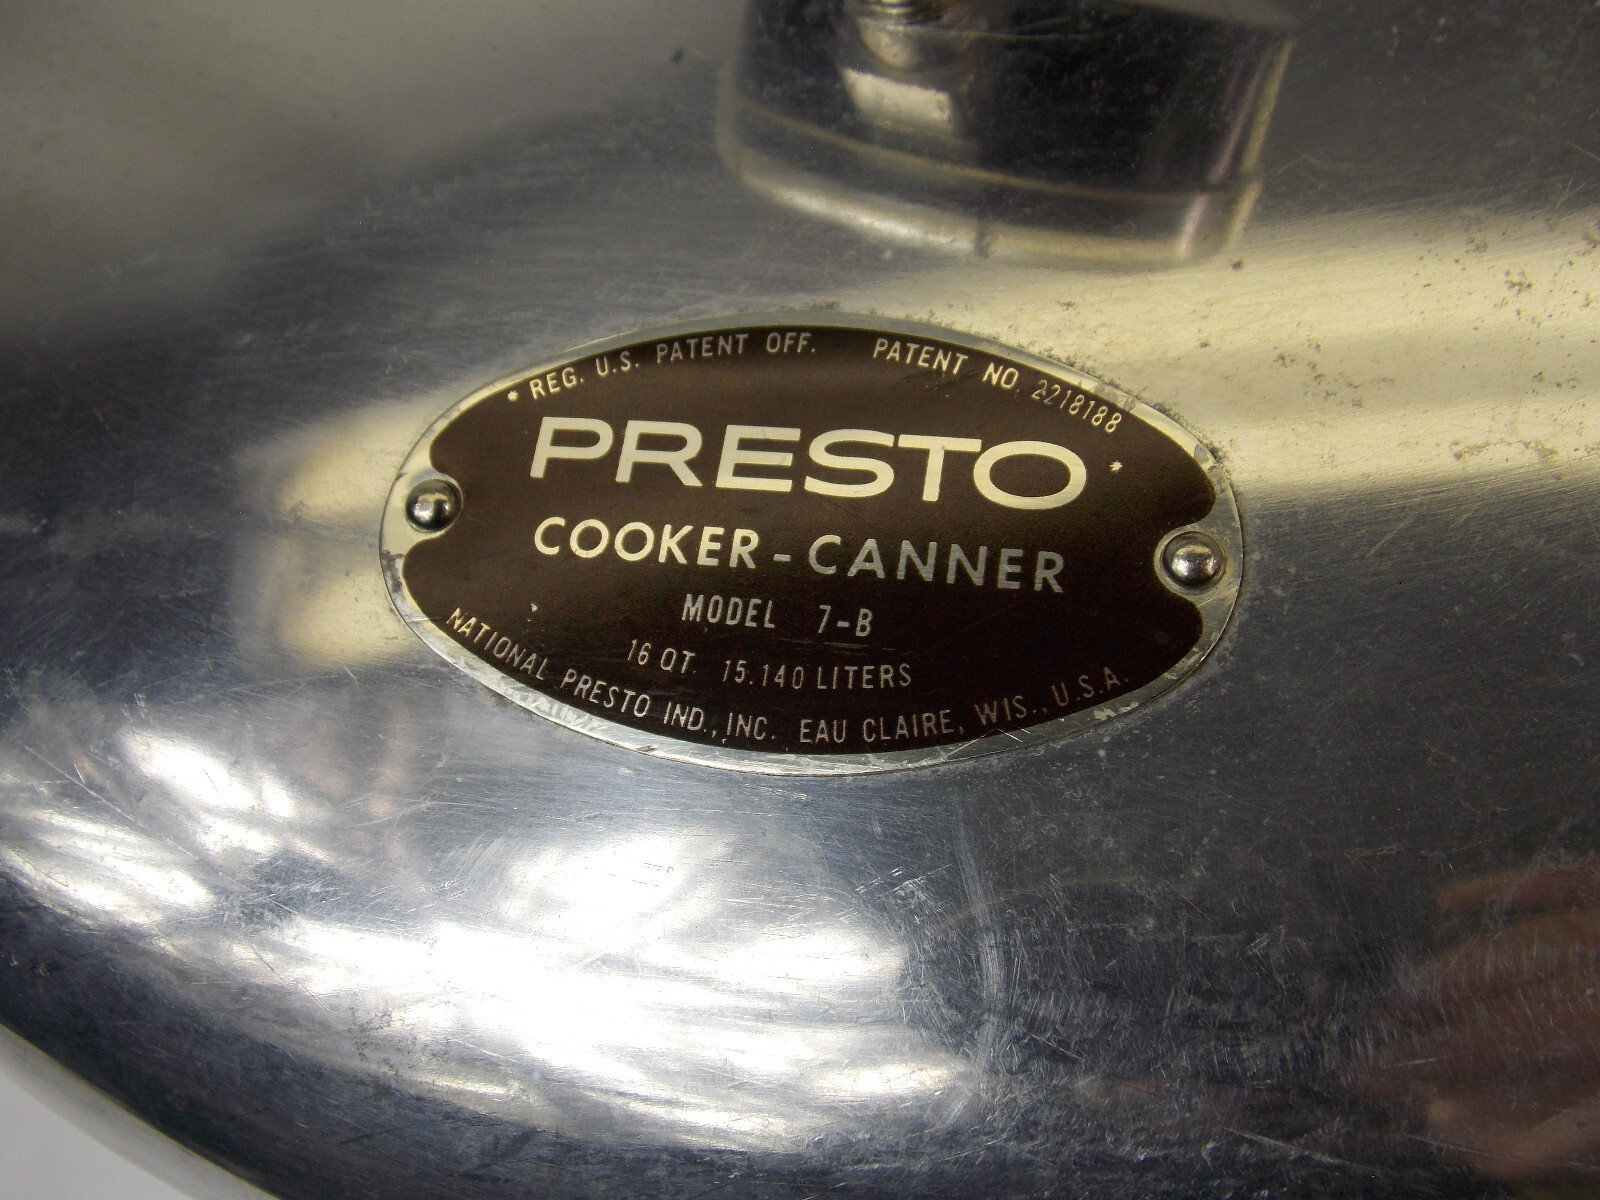 * REG. U.S. PATENT OFF. PATENT NO. 2218188
PRESTO *
COOKER-CANNER
MODEL 7-B
16 QT. 15.140 LITERS
NATIONAL PRESTO IND., INC. EAU CLAIRE, WIS., U.S.A.